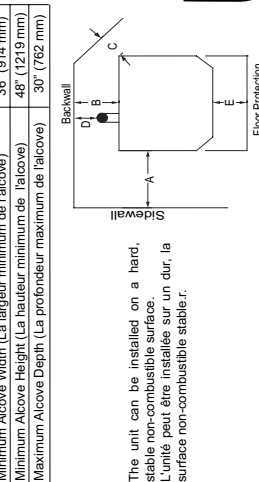 Minimum Alcove Width (La largeur minimum de l'alcôve) 36" (914 mm)
Minimum Alcove Height (La hauteur minimum de  l'alcove) 48" (1219 mm)
Maximum Alcove Depth (La profondeur maximum de l'alcove) 30" (762 mm)
The unit can be installed on a hard,
stable non-combustible surface.
L'unité peut être installée sur un dur, la
surface non-combustible stable.r.
Backwall
Sidewall
A
B
C
D
E
Floor Protection